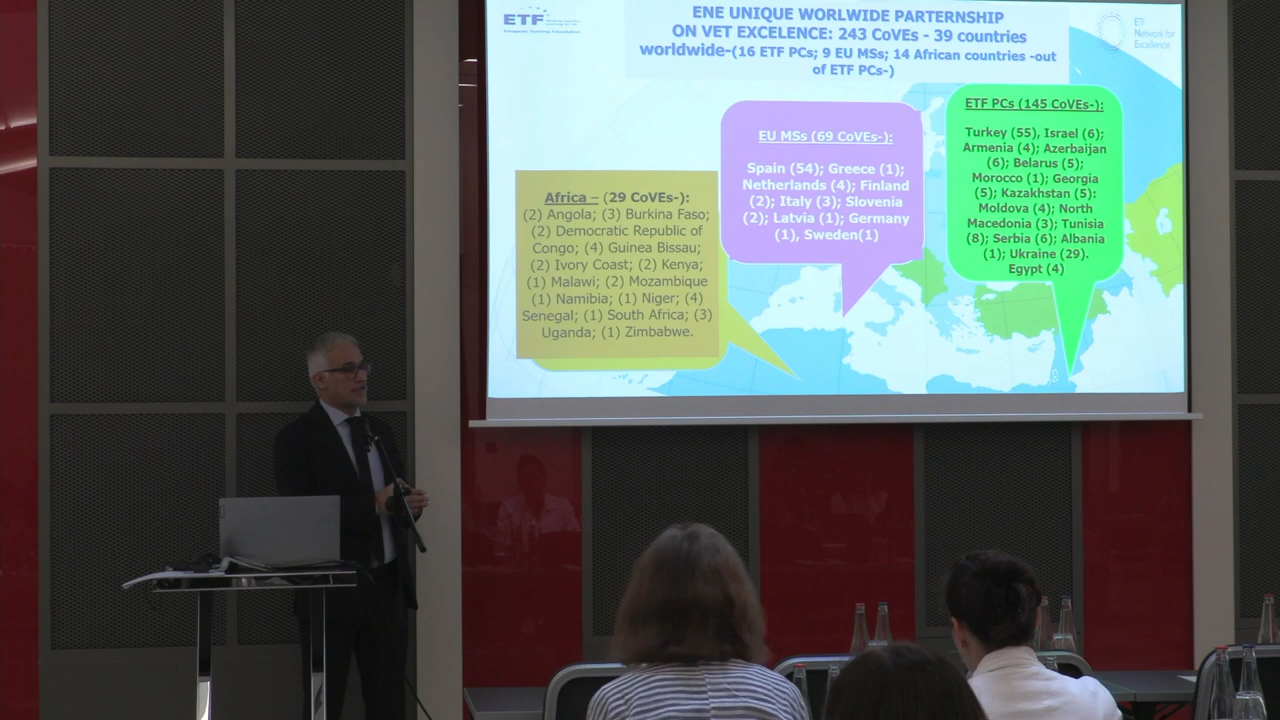 ETF
European Training Foundation
ENE UNIQUE WORLWIDE PARTERNSHIP
ON VET EXCELENCE: 243 CoVEs - 39 countries
worldwide-(16 ETF PCs; 9 EU MSs; 14 African countries -out
of ETF PCs-)
ETF
Network for
Excellence
Africa – (29 CoVEs-):
(2) Angola; (3) Burkina Faso;
(2) Democratic Republic of
Congo; (4) Guinea Bissau;
(2) Ivory Coast; (2) Kenya;
(1) Malawi; (2) Mozambique
(1) Namibia; (1) Niger; (4)
Senegal; (1) South Africa; (3)
Uganda; (1) Zimbabwe.
EU MSs (69 CoVEs-):
Spain (54); Greece (1);
Netherlands (4); Finland
(2); Italy (3); Slovenia
(2); Latvia (1); Germany
(1), Sweden(1)
ETF PCs (145 CoVEs-):
Turkey (55), Israel (6);
Armenia (4); Azerbaijan
(6); Belarus (5);
Morocco (1); Georgia
(5); Kazakhstan (5):
Moldova (4); North
Macedonia (3); Tunisia
(8); Serbia (6); Albania
(1); Ukraine (29).
Egypt (4)